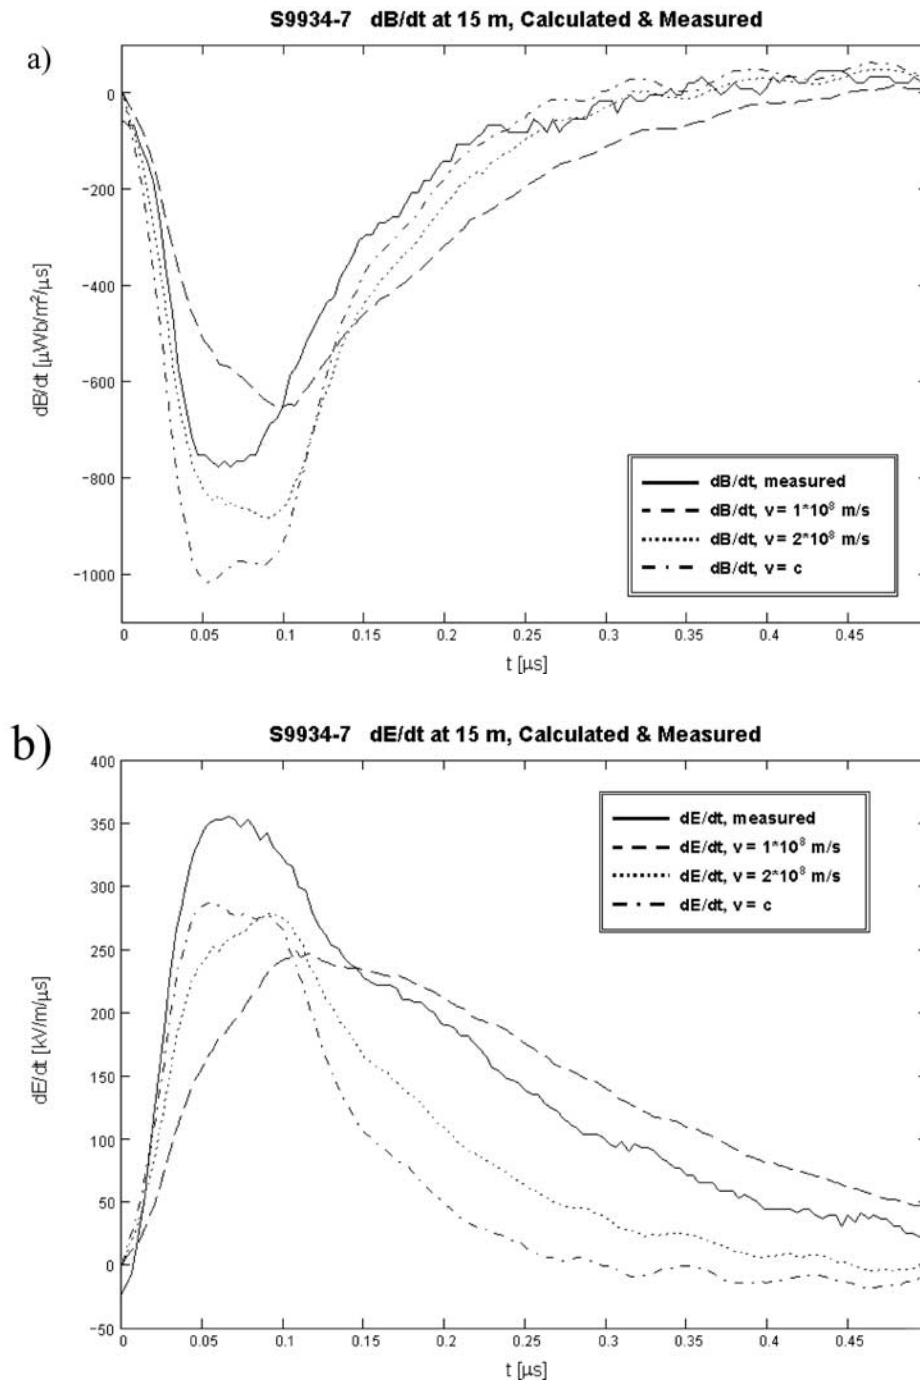 S9934-7 dB/dt at 15 m, Calculated & Measured
a)
0
−200
−400
−600
−800
−1000
dB/dt [μWb/m²/μs]
dB/dt, measured
dB/dt, v = 1*10⁸ m/s
dB/dt, v = 2*10⁸ m/s
dB/dt, v = c
0 0.05 0.1 0.15 0.2 0.25 0.3 0.35 0.4 0.45
t [μs]
b)
S9934-7 dE/dt at 15 m, Calculated & Measured
400
350
300
250
200
150
100
50
0
−50
dE/dt [kV/m/μs]
dE/dt, measured
dE/dt, v = 1*10⁸ m/s
dE/dt, v = 2*10⁸ m/s
dE/dt, v = c
0 0.05 0.1 0.15 0.2 0.25 0.3 0.35 0.4 0.45
t [μs]